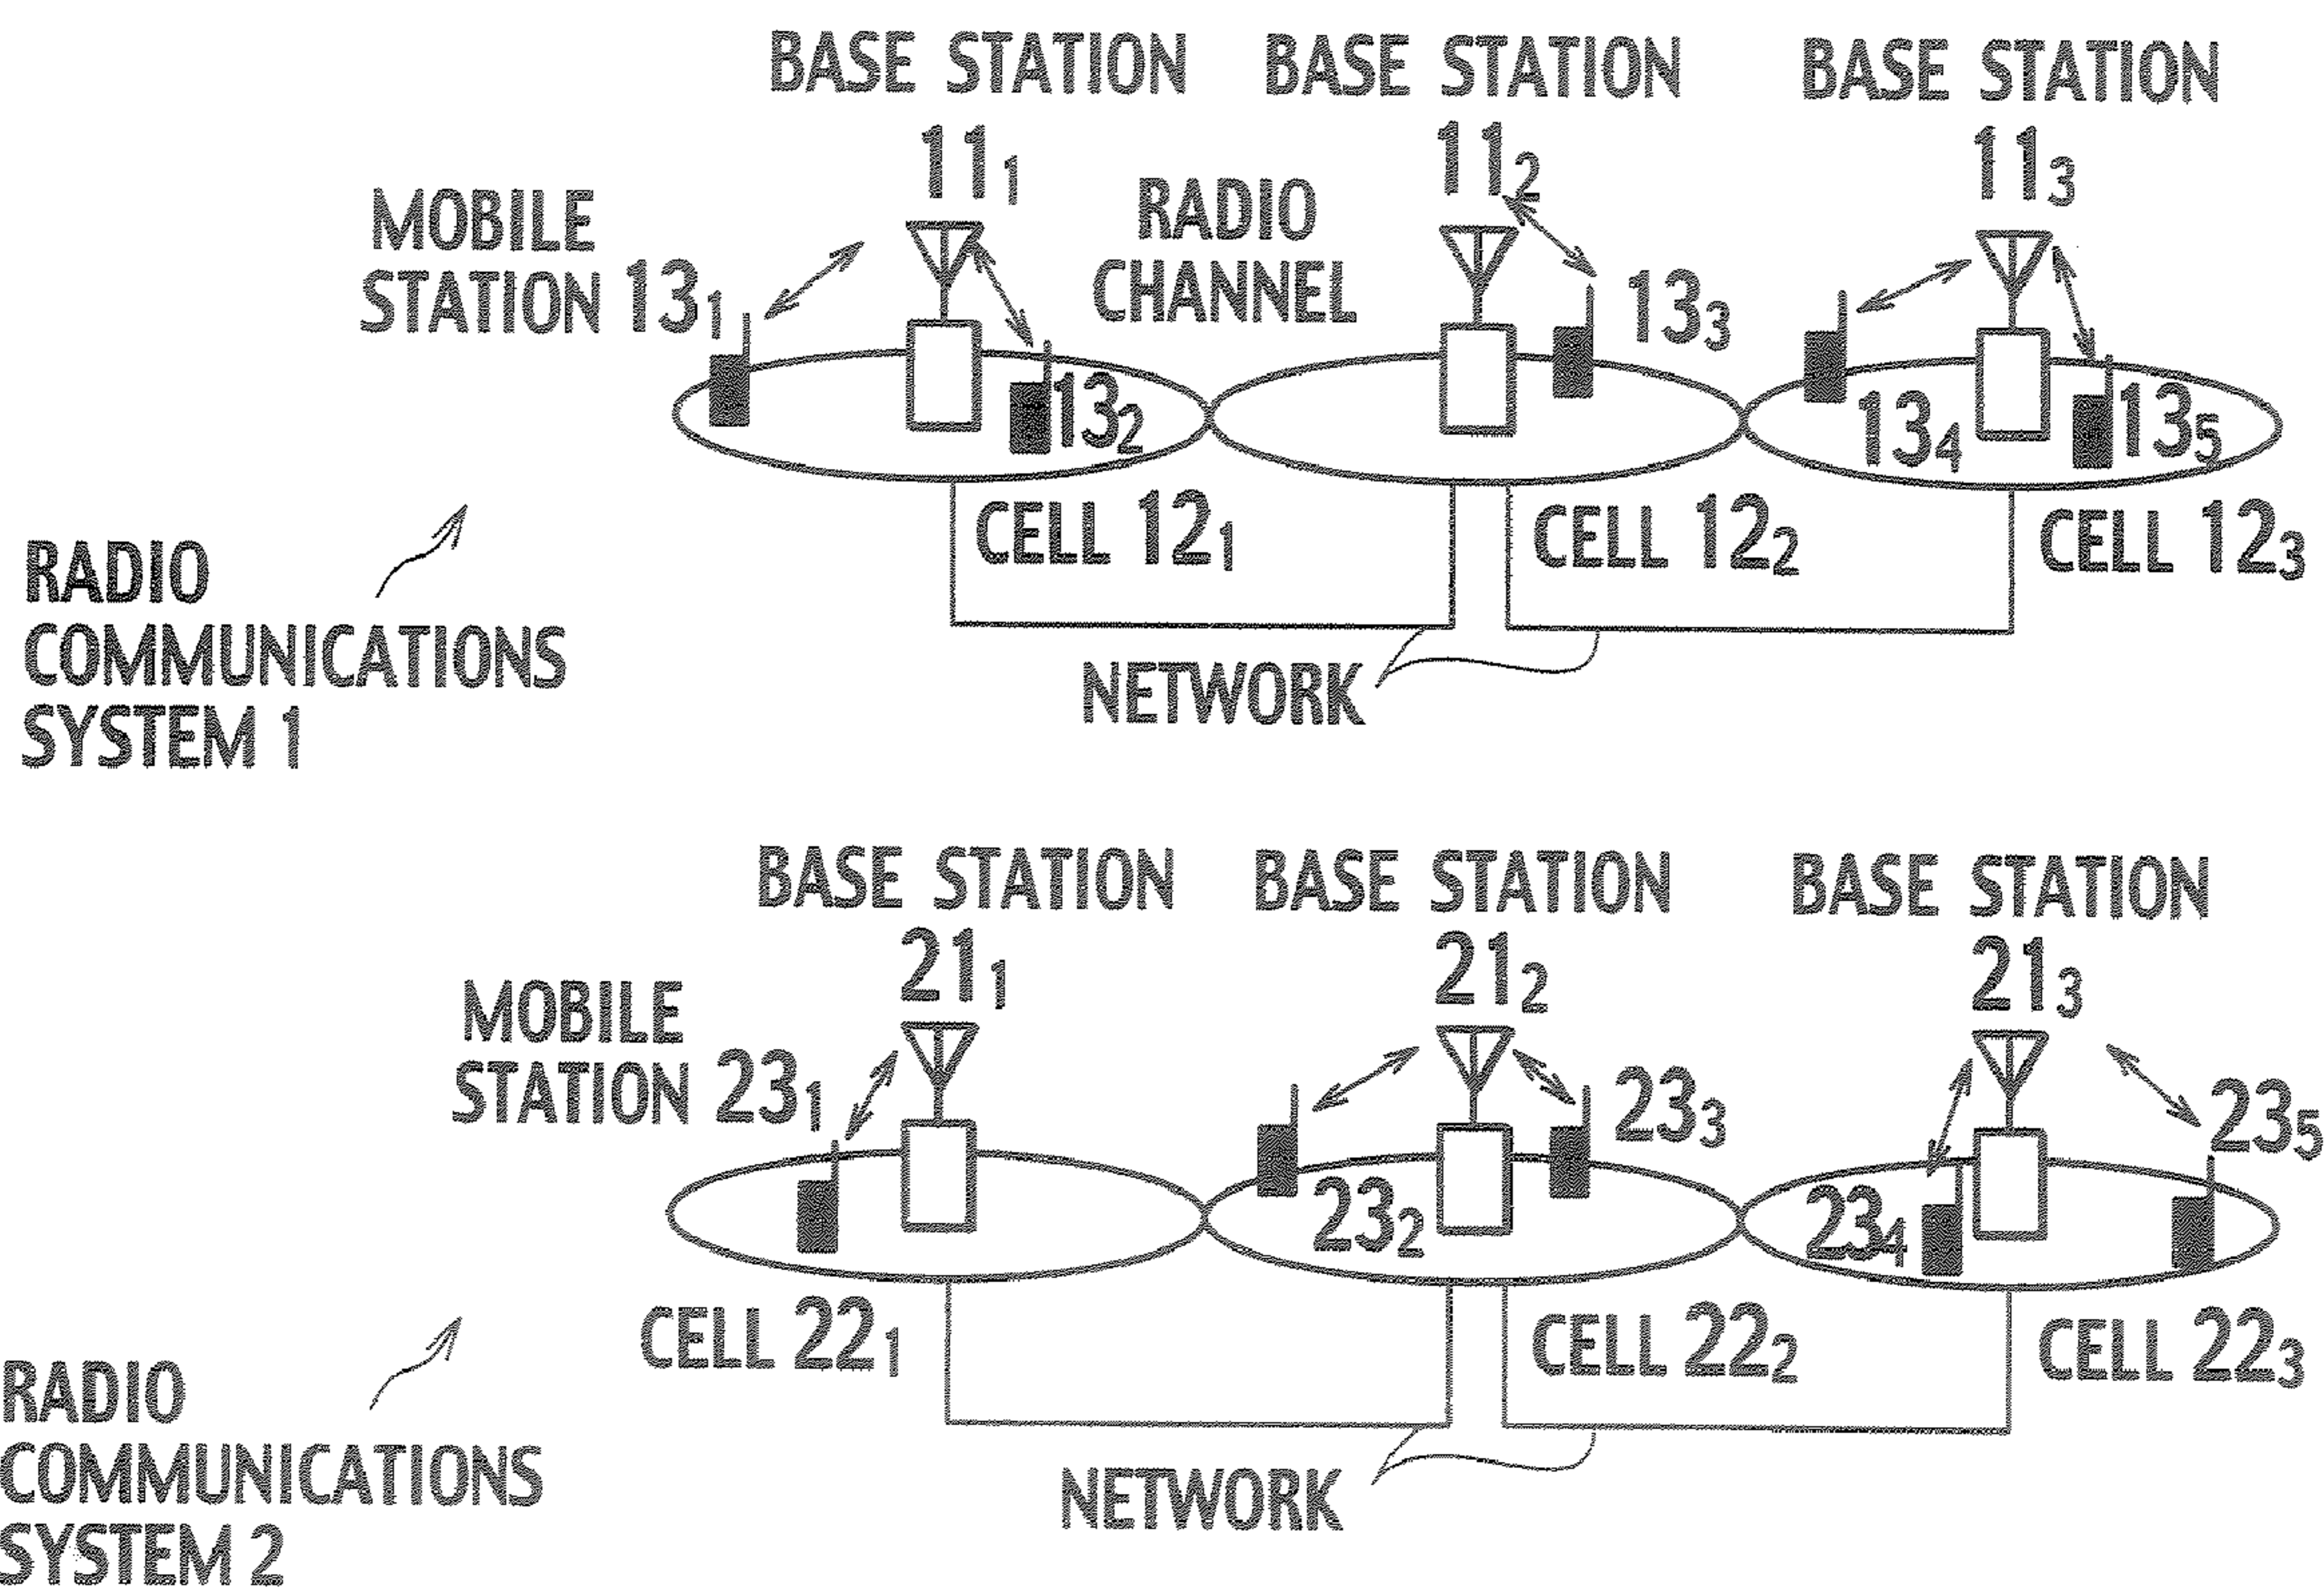 BASE STATION BASE STATION BASE STATION
11₁ 11₂ 11₃
MOBILE
STATION 13₁
RADIO
CHANNEL
13₃
13₂
13₄
13₅
CELL 12₁ CELL 12₂ CELL 12₃
RADIO
COMMUNICATIONS
SYSTEM 1
NETWORK
BASE STATION BASE STATION BASE STATION
21₁ 21₂ 21₃
MOBILE
STATION 23₁
23₃
23₅
23₂
23₄
CELL 22₁ CELL 22₂ CELL 22₃
RADIO
COMMUNICATIONS
SYSTEM 2
NETWORK